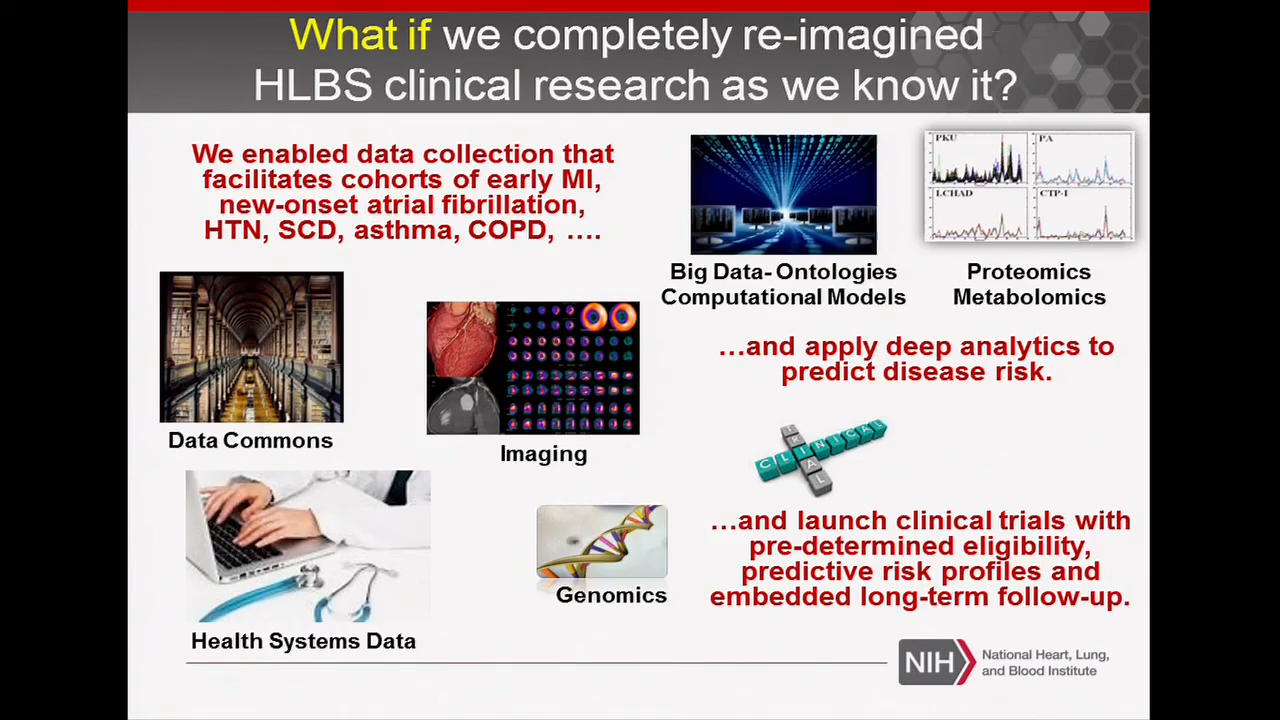 What if we completely re-imagined
HLBS clinical research as we know it?
We enabled data collection that
facilitates cohorts of early MI,
new-onset atrial fibrillation,
HTN, SCD, asthma, COPD, ….
Data Commons
Imaging
Health Systems Data
Genomics
Big Data- Ontologies
Computational Models
PKU
PA
LCHAD
CTP-I
Proteomics
Metabolomics
…and apply deep analytics to
predict disease risk.
CLINICAL
TRIAL
…and launch clinical trials with
pre-determined eligibility,
predictive risk profiles and
embedded long-term follow-up.
NIH
National Heart, Lung,
and Blood Institute